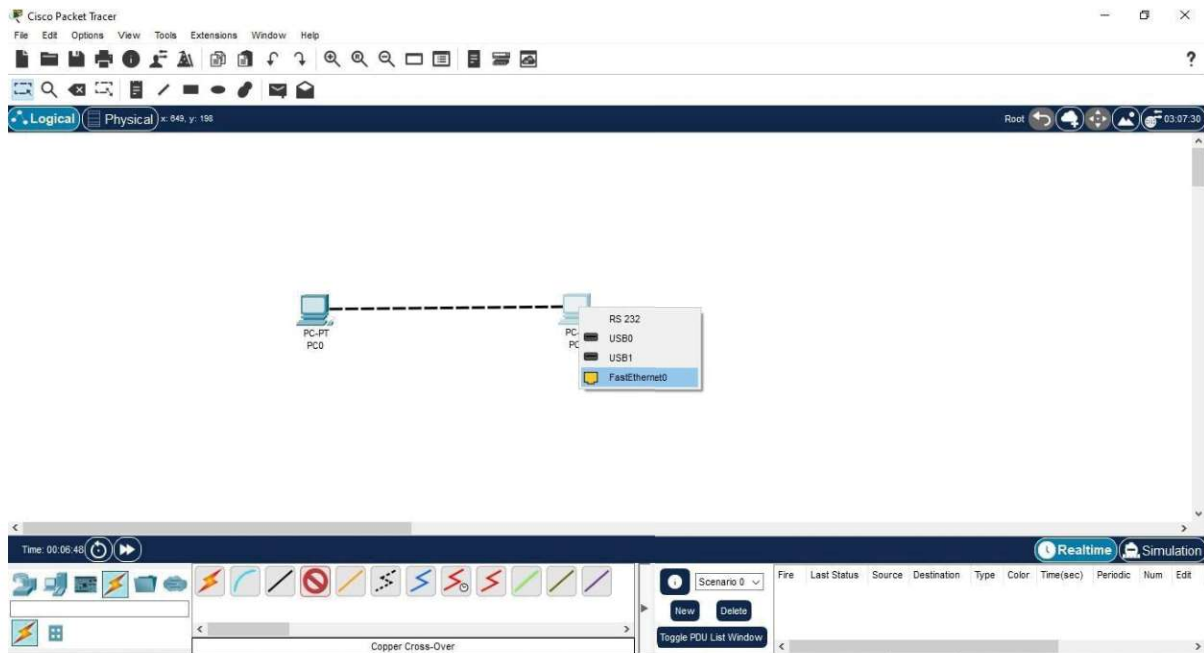 Cisco Packet Tracer
File Edit Options View Tools Extensions Window Help
?
Logical Physical x: 649, y: 198 Root 03:07:30
RS 232
PC-PT
PC0
PC-
PC
USB0
USB1
FastEthernet0
Time: 00:06:48 Realtime Simulation
Scenario 0
Fire Last Status Source Destination Type Color Time(sec) Periodic Num Edit
New Delete
Toggle PDU List Window
Copper Cross-Over